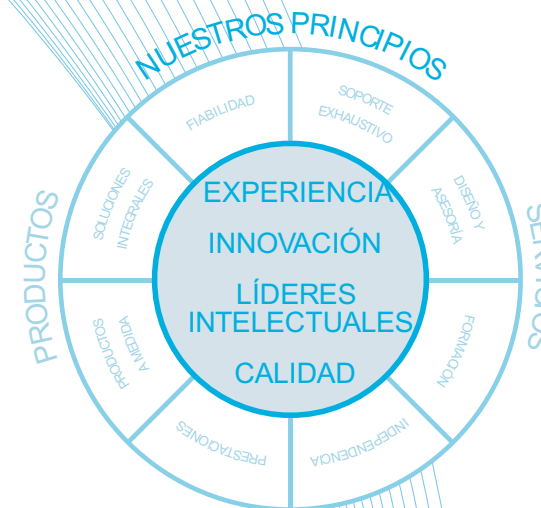 NUESTROS PRINCIPIOS
FIABILIDAD
SOPORTE
EXHAUSTIVO
SOLUCIONES
INTEGRALES
DISEÑO Y
ASESORÍA
PRODUCTOS
SERVICIOS
EXPERIENCIA
INNOVACIÓN
LÍDERES
INTELECTUALES
CALIDAD
PRODUCTOS
A MEDIDA
FORMACIÓN
PRESTACIONES
INDEPENDENCIA